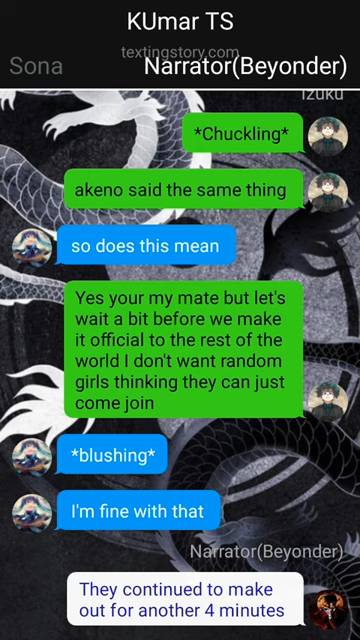 KUmar TS
textingstory.com
Sona
Narrator(Beyonder)
Izuku
*Chuckling*
akeno said the same thing
so does this mean
Yes your my mate but let's
wait a bit before we make
it official to the rest of the
world I don't want random
girls thinking they can just
come join
*blushing*
I'm fine with that
Narrator(Beyonder)
They continued to make
out for another 4 minutes